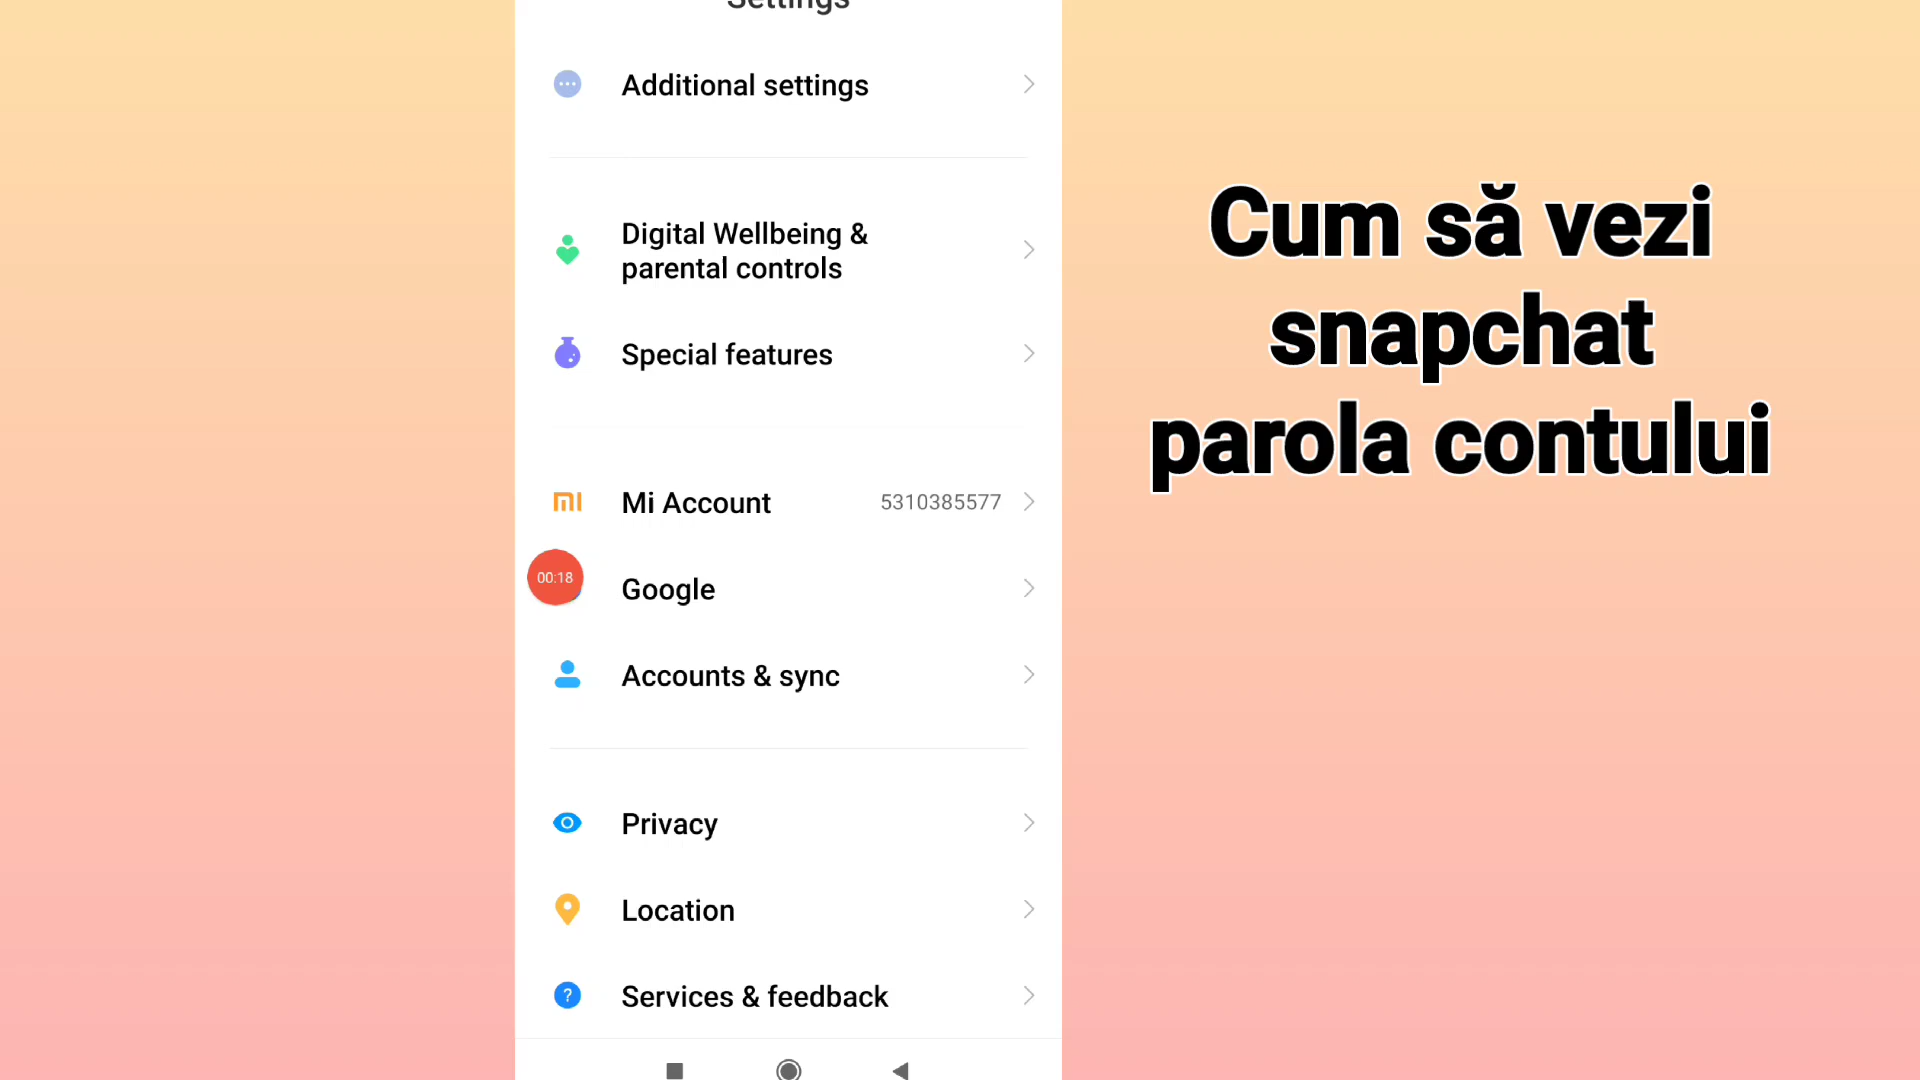 Settings
Additional settings
Digital Wellbeing &
parental controls
Special features
Mi Account 5310385577
00:18
Google
Accounts & sync
Privacy
Location
Services & feedback
Cum să vezi
snapchat
parola contului